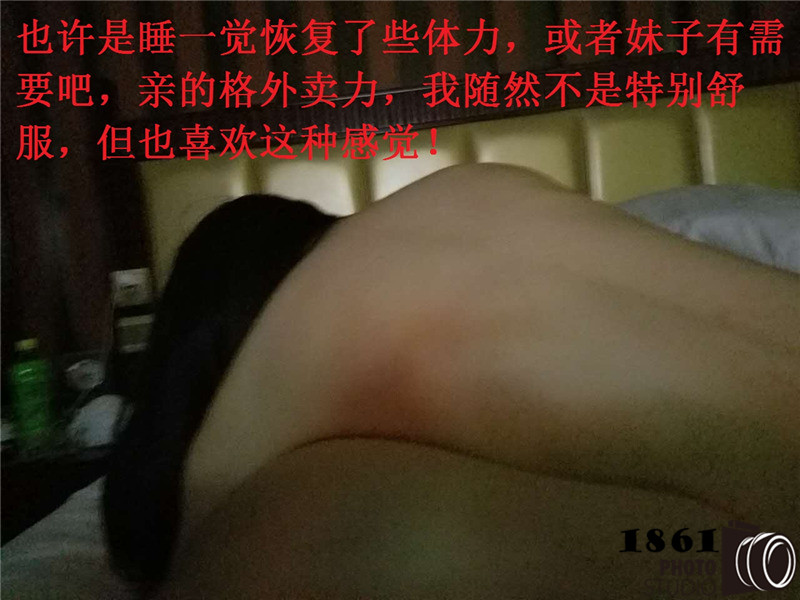 也许是睡一觉恢复了些体力，或者妹子有需
要吧，亲的格外卖力，我随然不是特别舒
服，但也喜欢这种感觉！
1861
PHOTO